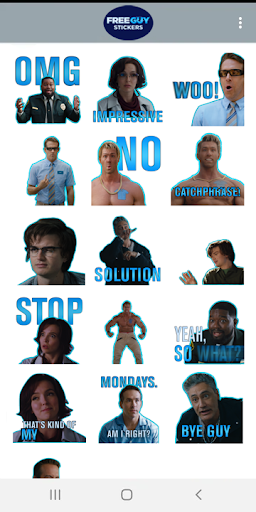 FREE GUY
STICKERS
OMG
IMPRESSIVE
WOO!
NO
CATCHPHRASE!
SOLUTION
STOP
YEAH,
SO WHAT?
THAT'S KIND OF
MY
MONDAYS.
AM I RIGHT?
BYE GUY